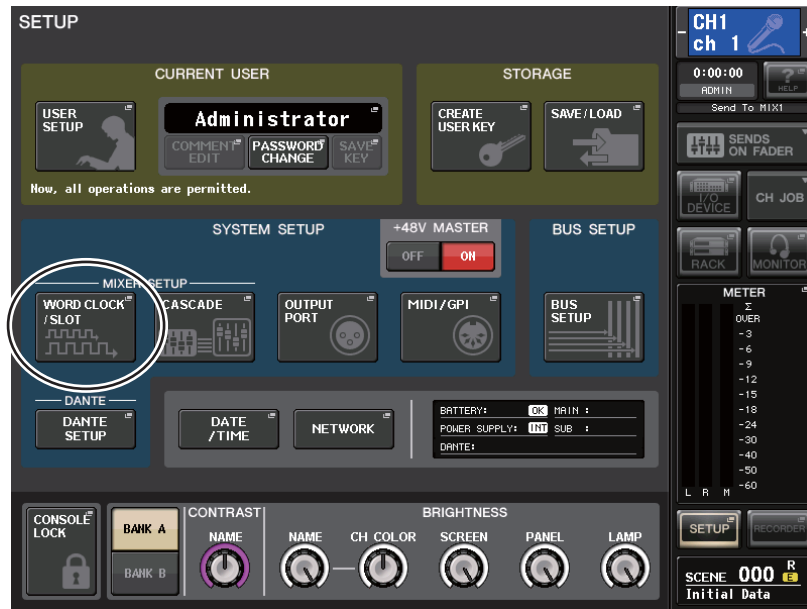 SETUP
CURRENT USER
USER
SETUP
Administrator
COMMENT
EDIT
PASSWORD
CHANGE
SAVE
KEY
Now, all operations are permitted.
STORAGE
CREATE
USER KEY
SAVE/LOAD
SYSTEM SETUP
+48V MASTER
OFF
ON
BUS SETUP
MIXER SETUP
WORD CLOCK
/SLOT
CASCADE
OUTPUT
PORT
MIDI/GPI
BUS
SETUP
DANTE
DANTE
SETUP
DATE
/TIME
NETWORK
BATTERY: OK MAIN :
POWER SUPPLY: INT SUB :
DANTE:
CONSOLE
LOCK
BANK A
BANK B
CONTRAST
NAME
BRIGHTNESS
NAME
CH COLOR
SCREEN
PANEL
LAMP
- CH1 +
ch 1
0:00:00
ADMIN
?
HELP
Send To MIX1
SENDS
ON FADER
I/O
DEVICE
CH JOB
RACK
MONITOR
METER
Σ
OVER
-3
-6
-9
-12
-15
-18
-24
-30
-40
-50
-60
L R M
SETUP
RECORDER
SCENE 000 R
E
Initial Data